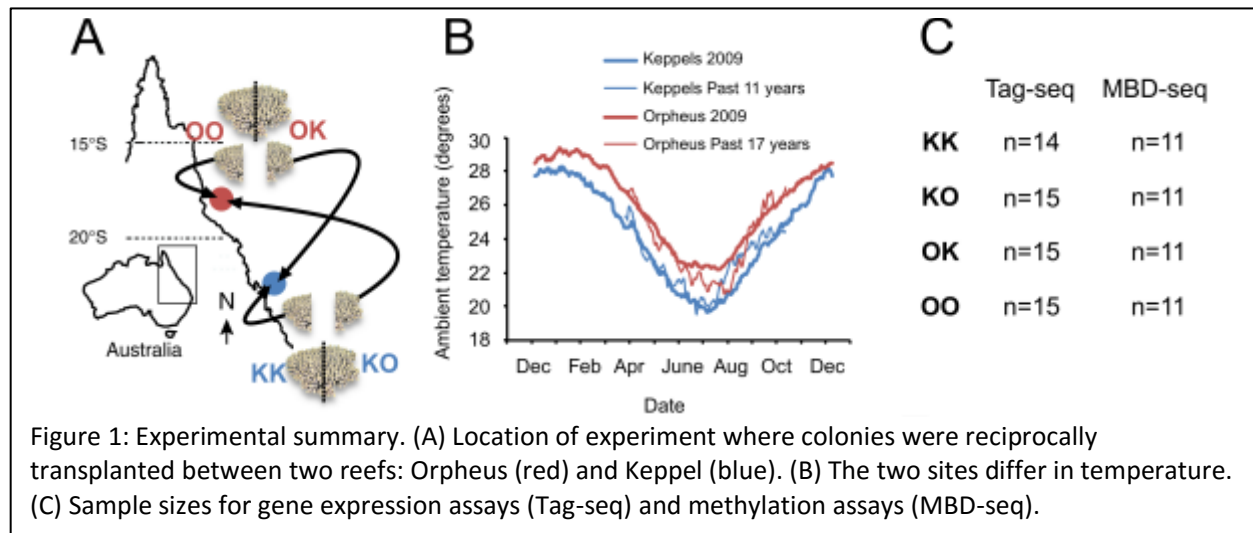 A
OO
OK
15°S
20°S
N
Australia
KK
KO
B
Keppels 2009
Keppels Past 11 years
Orpheus 2009
Orpheus Past 17 years
Ambient temperature (degrees)
30
28
26
24
22
20
18
Dec Feb Apr June Aug Oct Dec
Date
C
Tag-seq MBD-seq
KK n=14 n=11
KO n=15 n=11
OK n=15 n=11
OO n=15 n=11
Figure 1: Experimental summary. (A) Location of experiment where colonies were reciprocally
transplanted between two reefs: Orpheus (red) and Keppel (blue). (B) The two sites differ in temperature.
(C) Sample sizes for gene expression assays (Tag-seq) and methylation assays (MBD-seq).